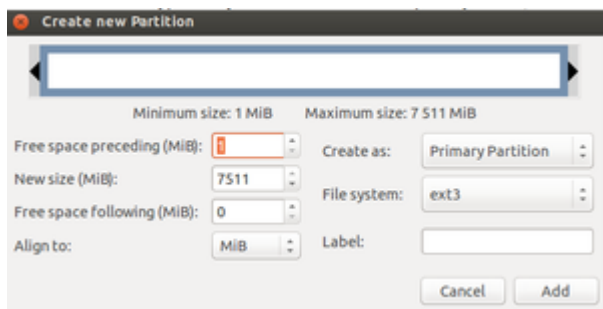 Create new Partition
Minimum size: 1 MiB Maximum size: 7 511 MiB
Free space preceding (MiB): 1
Create as: Primary Partition
New size (MiB): 7511
File system: ext3
Free space following (MiB): 0
Align to: MiB
Label:
Cancel Add